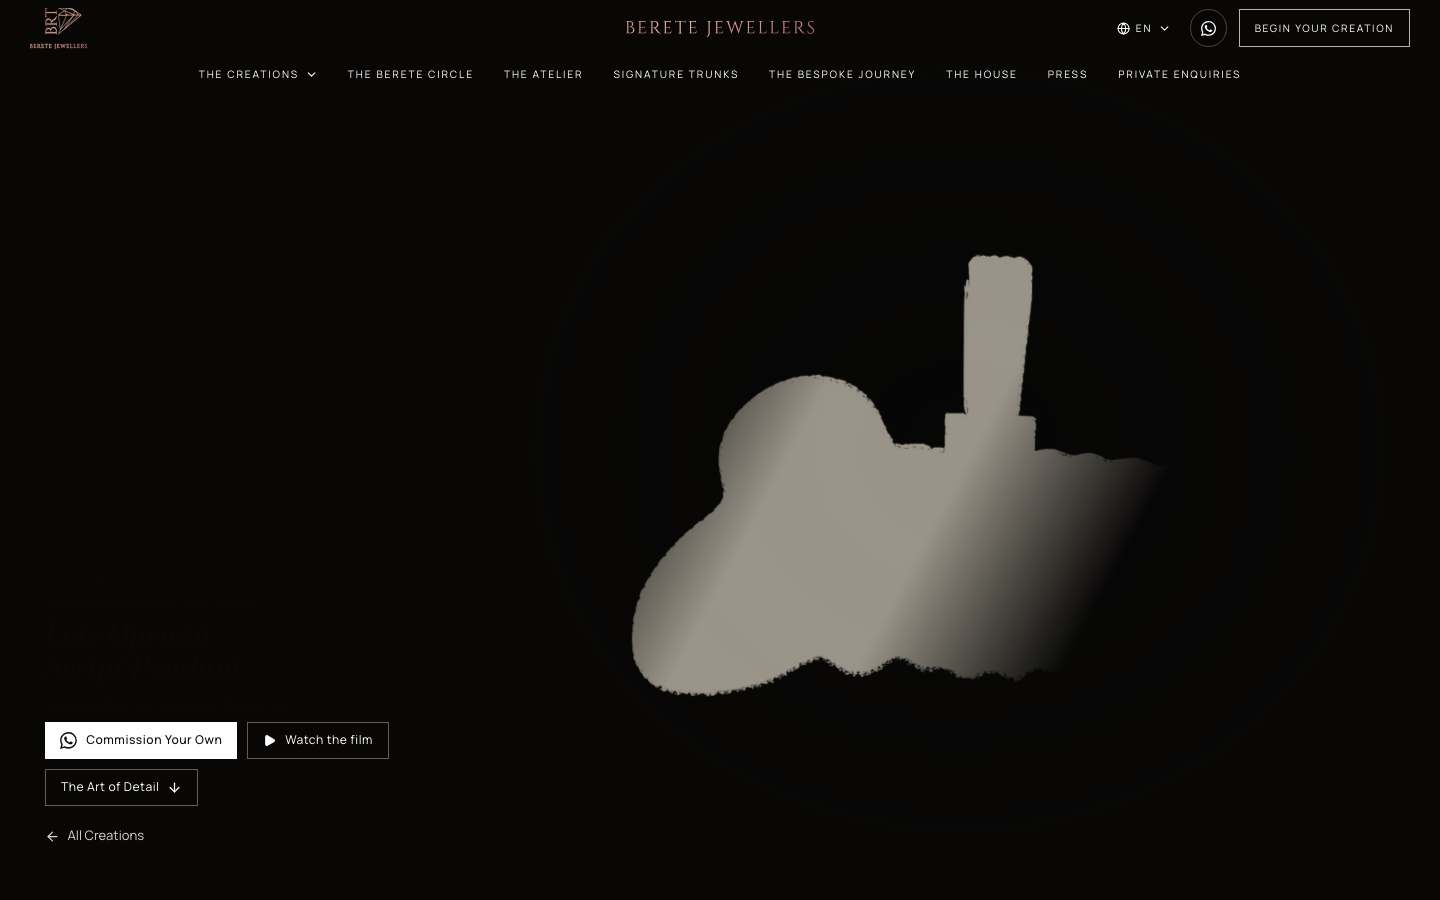 BRT
BERETE JEWELLERS
BERETE JEWELLERS
EN
BEGIN YOUR CREATION
THE CREATIONS
THE BERETE CIRCLE
THE ATELIER
SIGNATURE TRUNKS
THE BESPOKE JOURNEY
THE HOUSE
PRESS
PRIVATE ENQUIRIES
Commission Your Own
Watch the film
The Art of Detail
All Creations